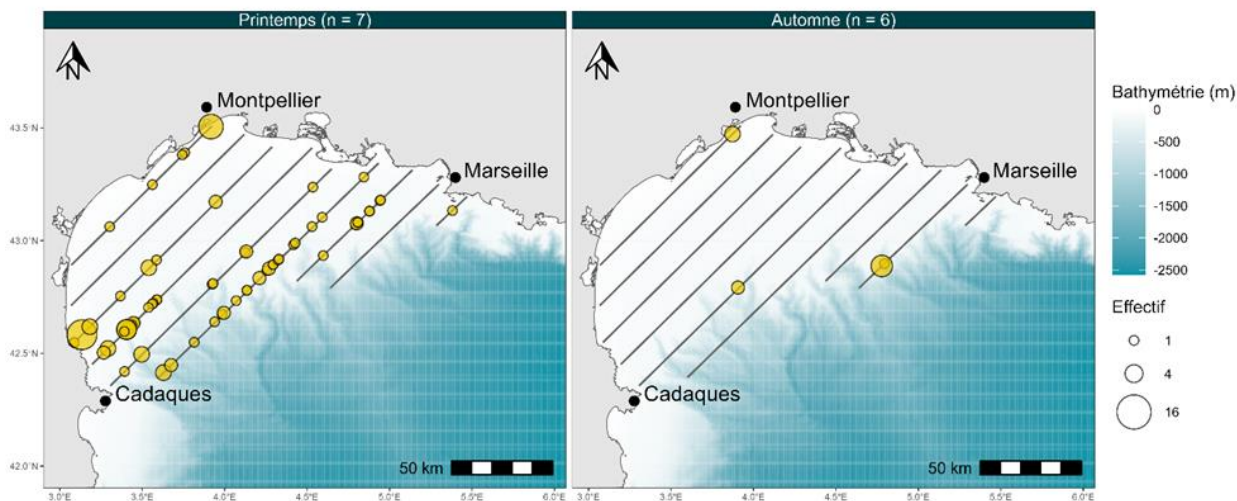 Printemps (n = 7)
Automne (n = 6)
N
Montpellier
Marseille
Cadaques
50 km
43.5°N
43.0°N
42.5°N
42.0°N
3.0°E 3.5°E 4.0°E 4.5°E 5.0°E 5.5°E 6.0°E
N
Montpellier
Marseille
Cadaques
50 km
3.0°E 3.5°E 4.0°E 4.5°E 5.0°E 5.5°E 6.0°E
Bathymétrie (m)
0
-500
-1000
-1500
-2000
-2500
Effectif
1
4
16